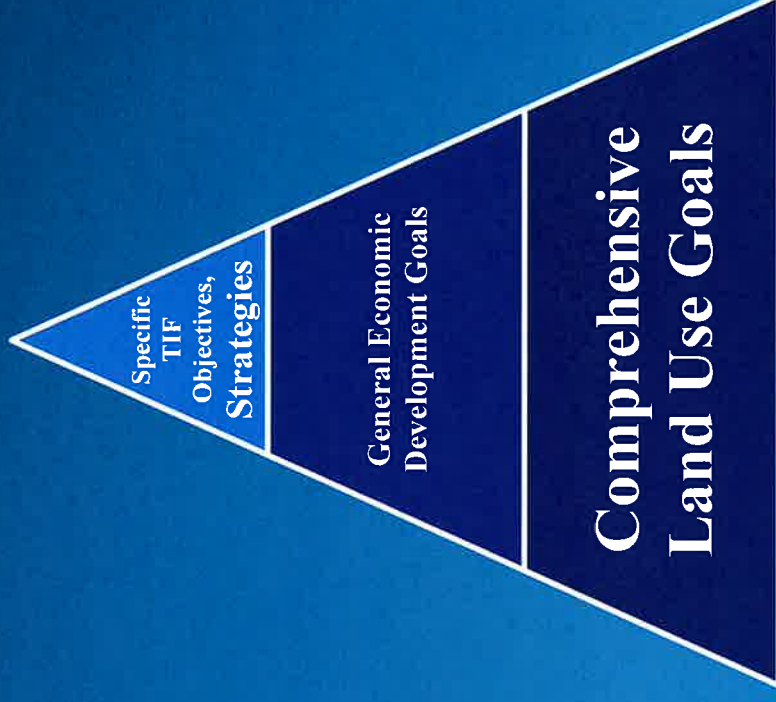 Specific
TIF
Objectives,
Strategies
General Economic
Development Goals
Comprehensive
Land Use Goals